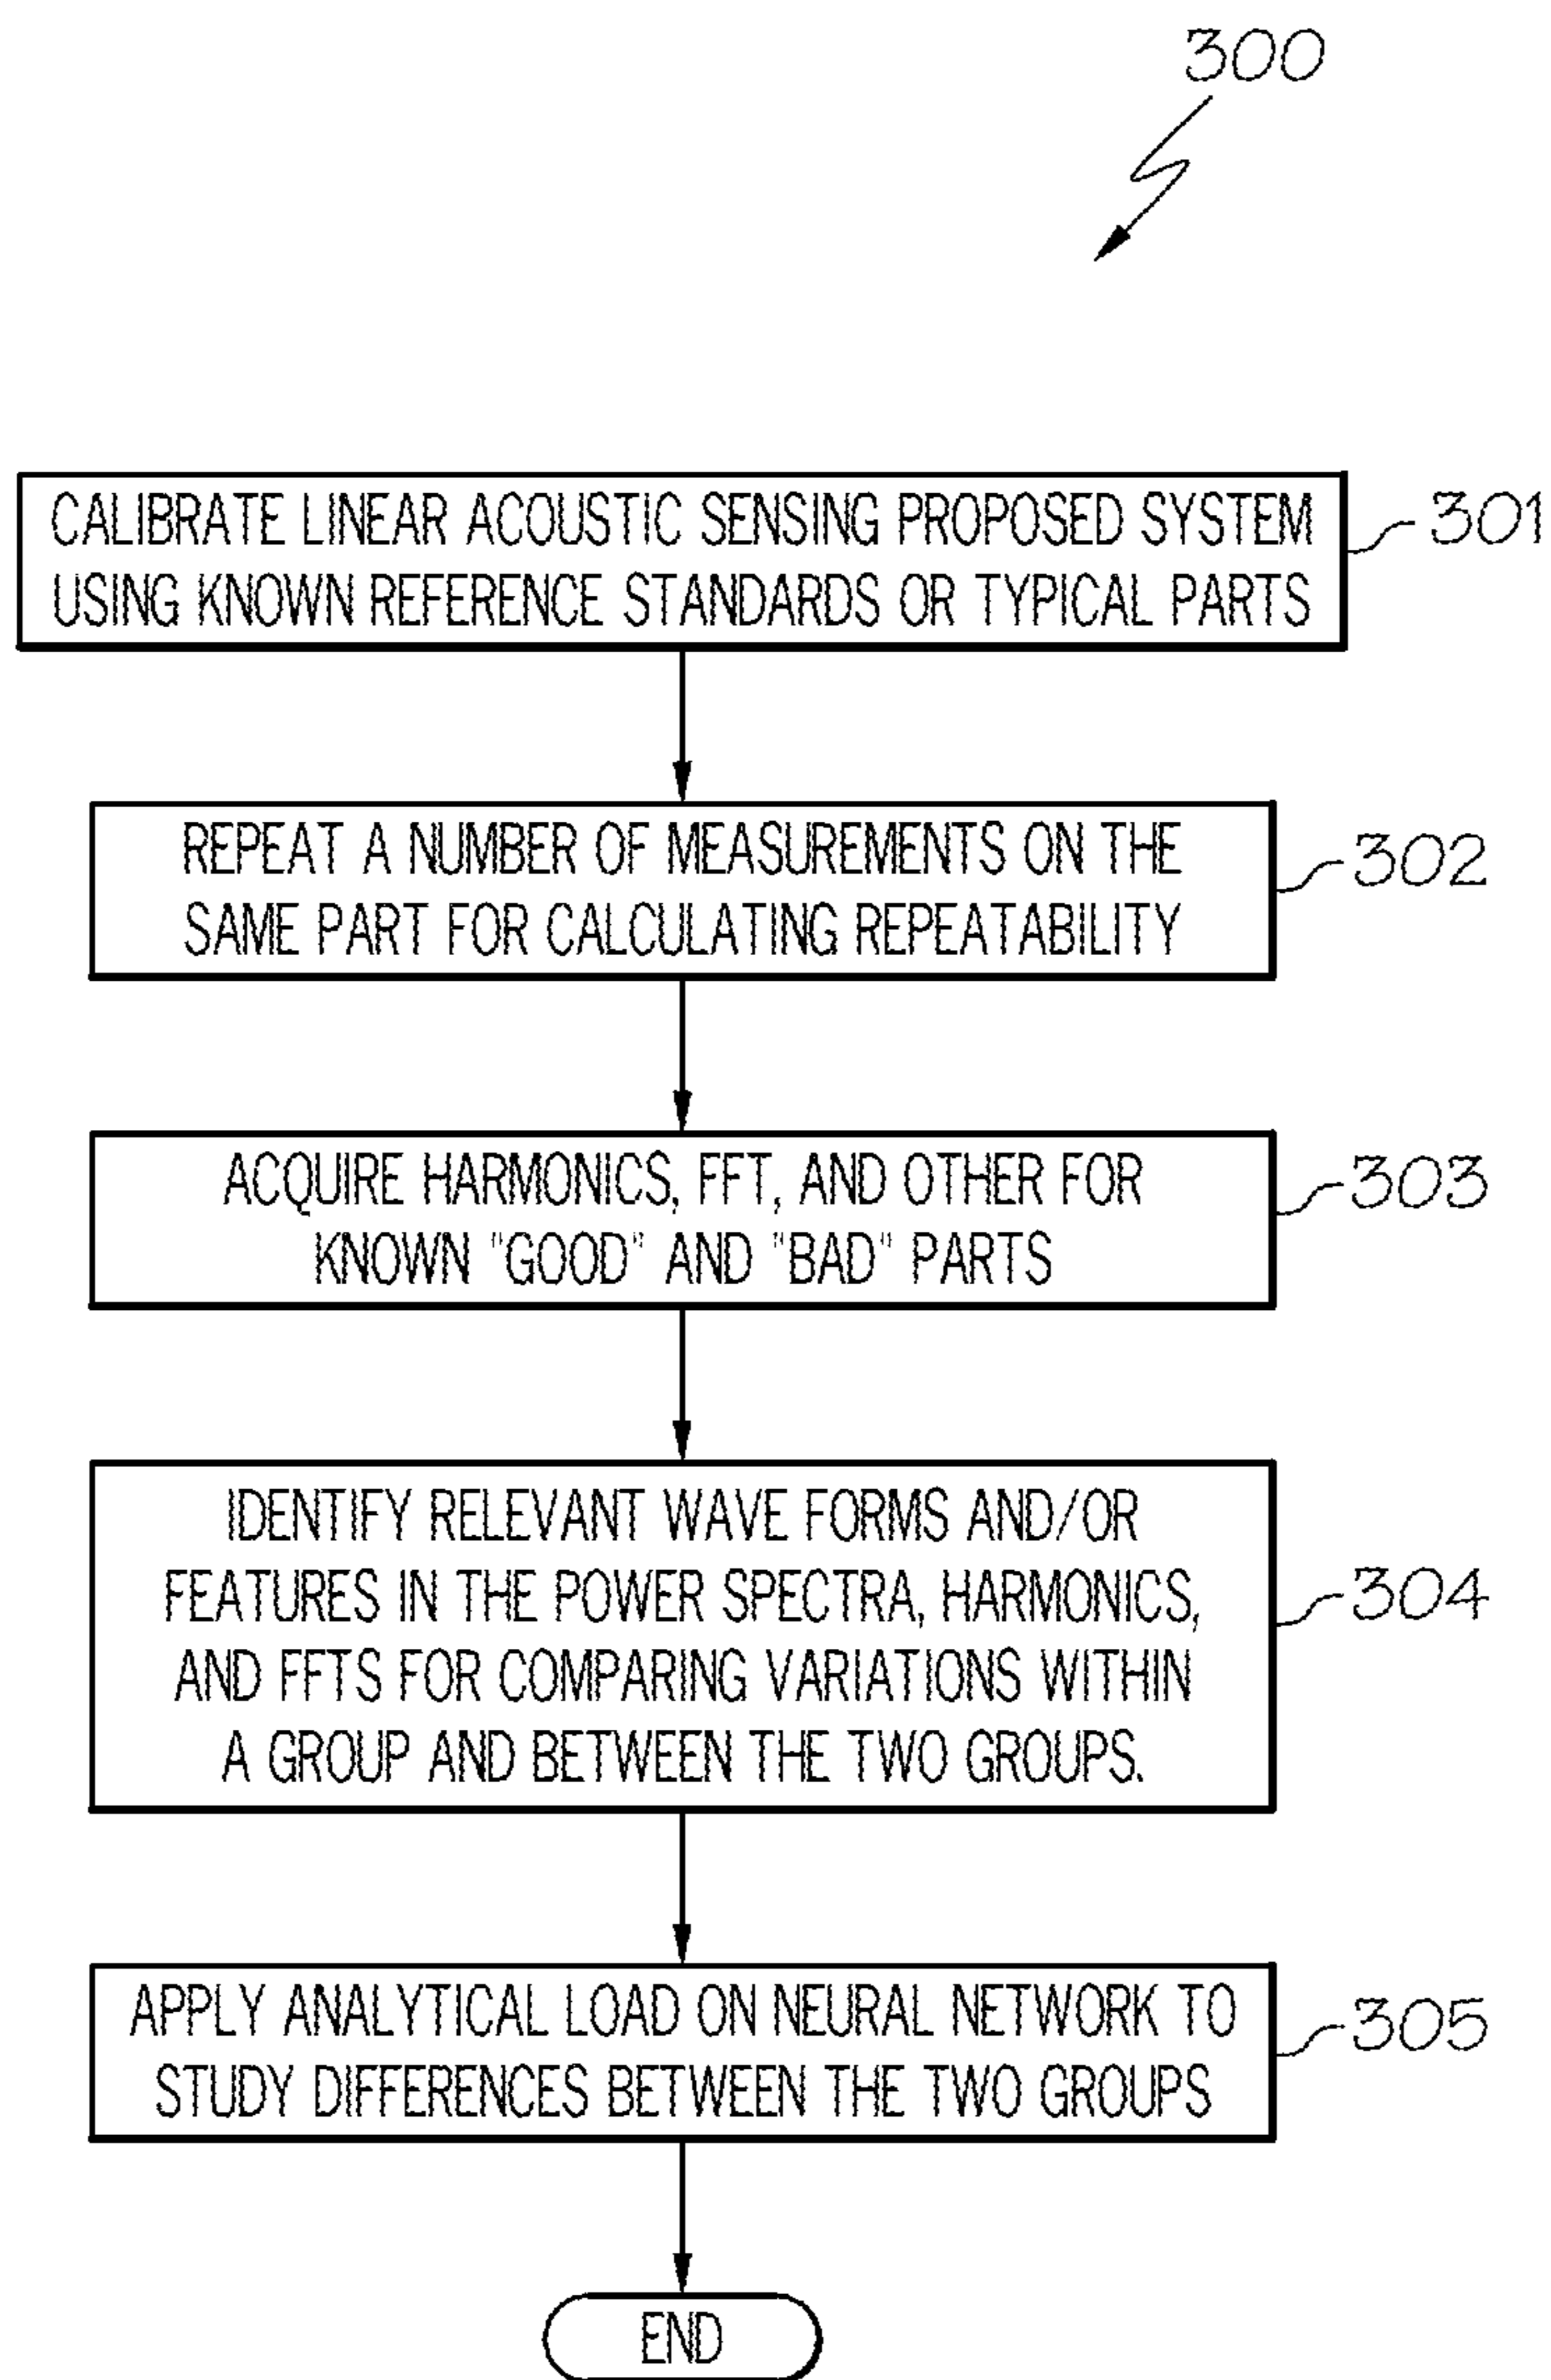 300
CALIBRATE LINEAR ACOUSTIC SENSING PROPOSED SYSTEM
USING KNOWN REFERENCE STANDARDS OR TYPICAL PARTS
301
REPEAT A NUMBER OF MEASUREMENTS ON THE
SAME PART FOR CALCULATING REPEATABILITY
302
ACQUIRE HARMONICS, FFT, AND OTHER FOR
KNOWN "GOOD" AND "BAD" PARTS
303
IDENTIFY RELEVANT WAVE FORMS AND/OR
FEATURES IN THE POWER SPECTRA, HARMONICS,
AND FFTS FOR COMPARING VARIATIONS WITHIN
A GROUP AND BETWEEN THE TWO GROUPS.
304
APPLY ANALYTICAL LOAD ON NEURAL NETWORK TO
STUDY DIFFERENCES BETWEEN THE TWO GROUPS
305
END